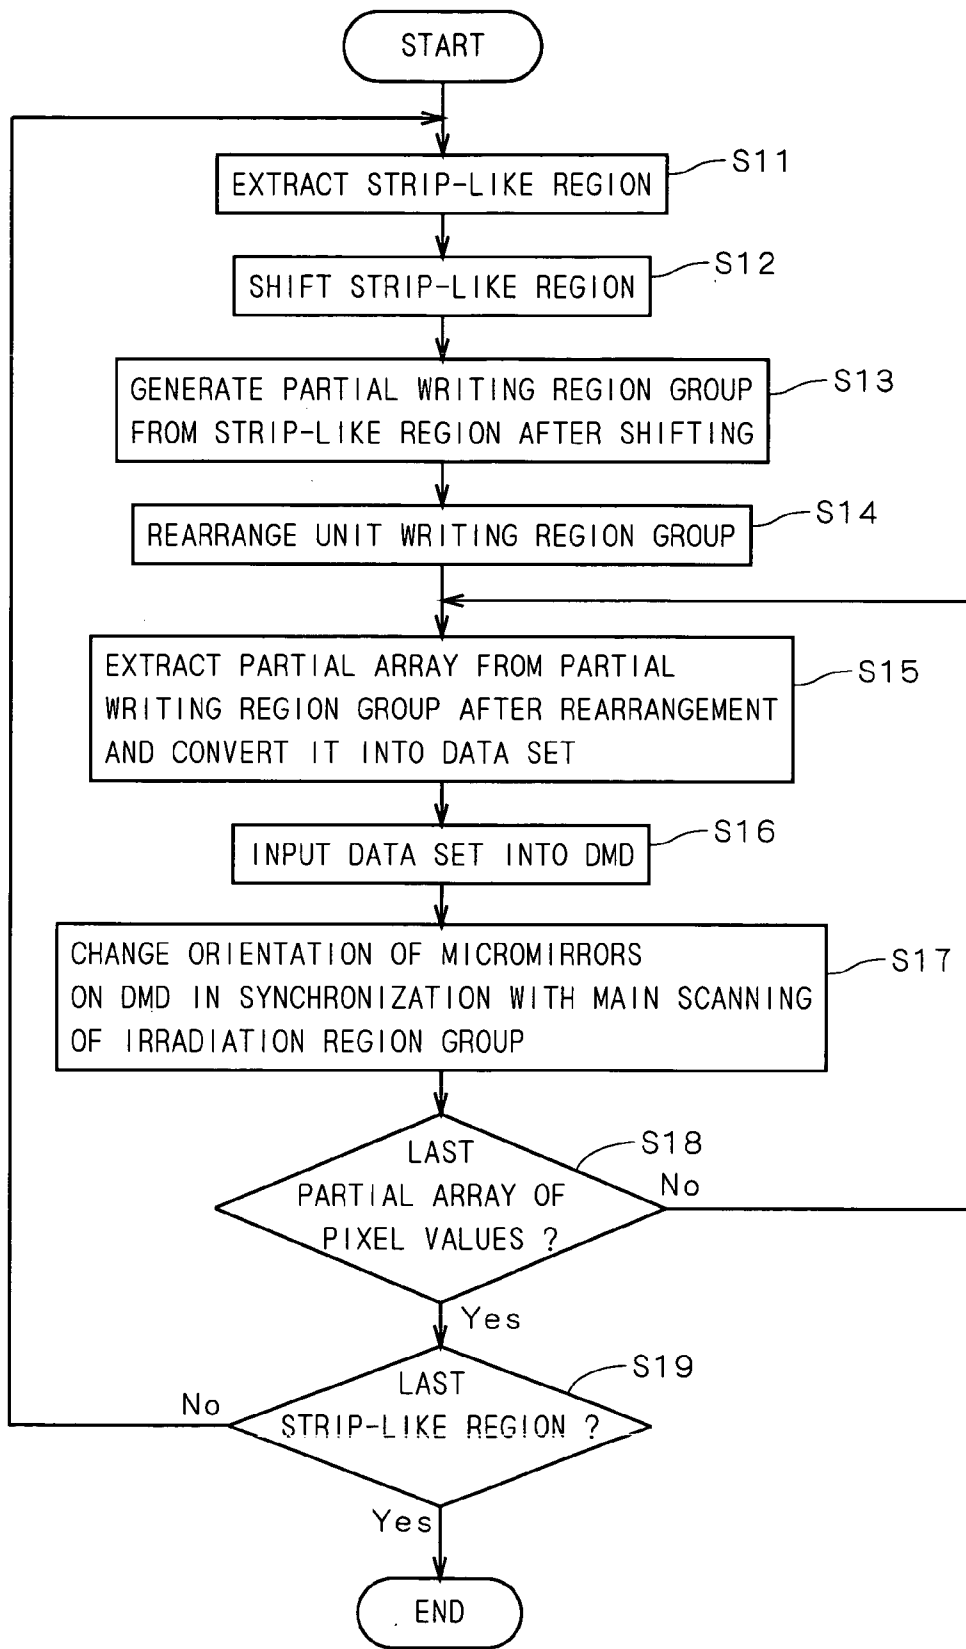 START
S11
EXTRACT STRIP-LIKE REGION
S12
SHIFT STRIP-LIKE REGION
S13
GENERATE PARTIAL WRITING REGION GROUP
FROM STRIP-LIKE REGION AFTER SHIFTING
S14
REARRANGE UNIT WRITING REGION GROUP
S15
EXTRACT PARTIAL ARRAY FROM PARTIAL
WRITING REGION GROUP AFTER REARRANGEMENT
AND CONVERT IT INTO DATA SET
S16
INPUT DATA SET INTO DMD
S17
CHANGE ORIENTATION OF MICROMIRRORS
ON DMD IN SYNCHRONIZATION WITH MAIN SCANNING
OF IRRADIATION REGION GROUP
S18
LAST
PARTIAL ARRAY OF
PIXEL VALUES ?
No
Yes
S19
LAST
STRIP-LIKE REGION ?
No
Yes
END